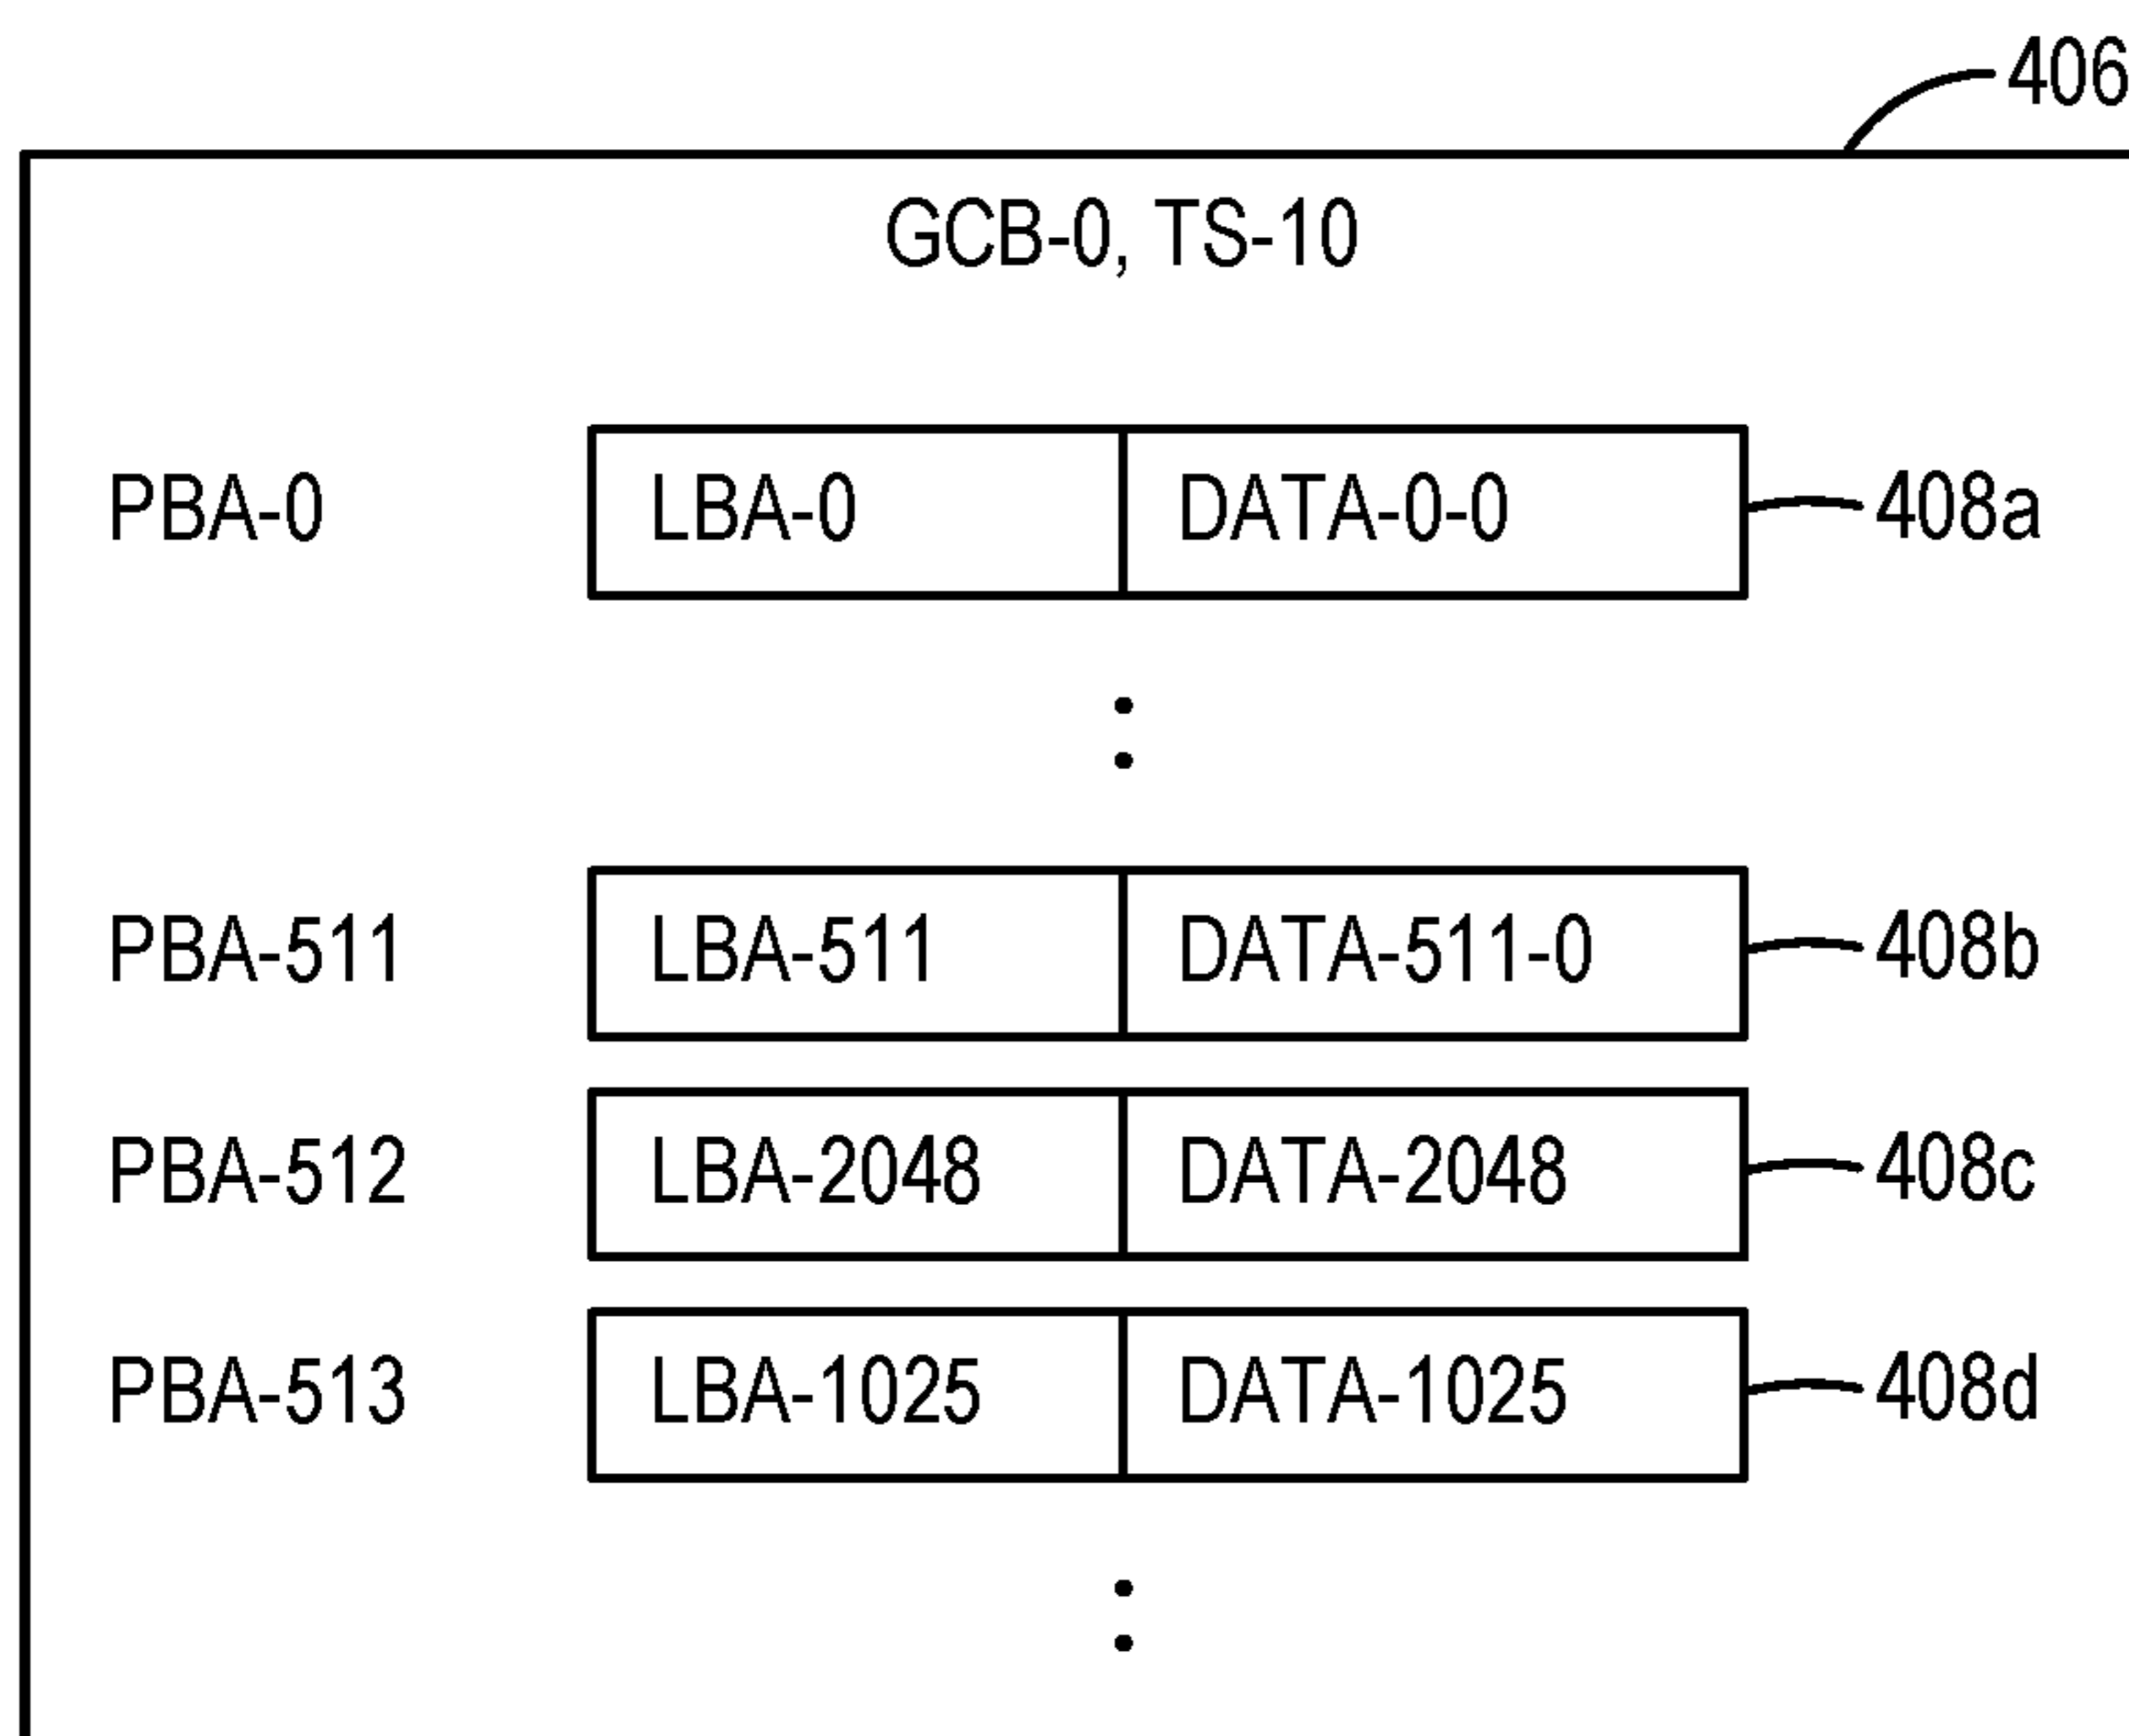 406
GCB-0, TS-10
PBA-0 LBA-0 DATA-0-0 408a
PBA-511 LBA-511 DATA-511-0 408b
PBA-512 LBA-2048 DATA-2048 408c
PBA-513 LBA-1025 DATA-1025 408d